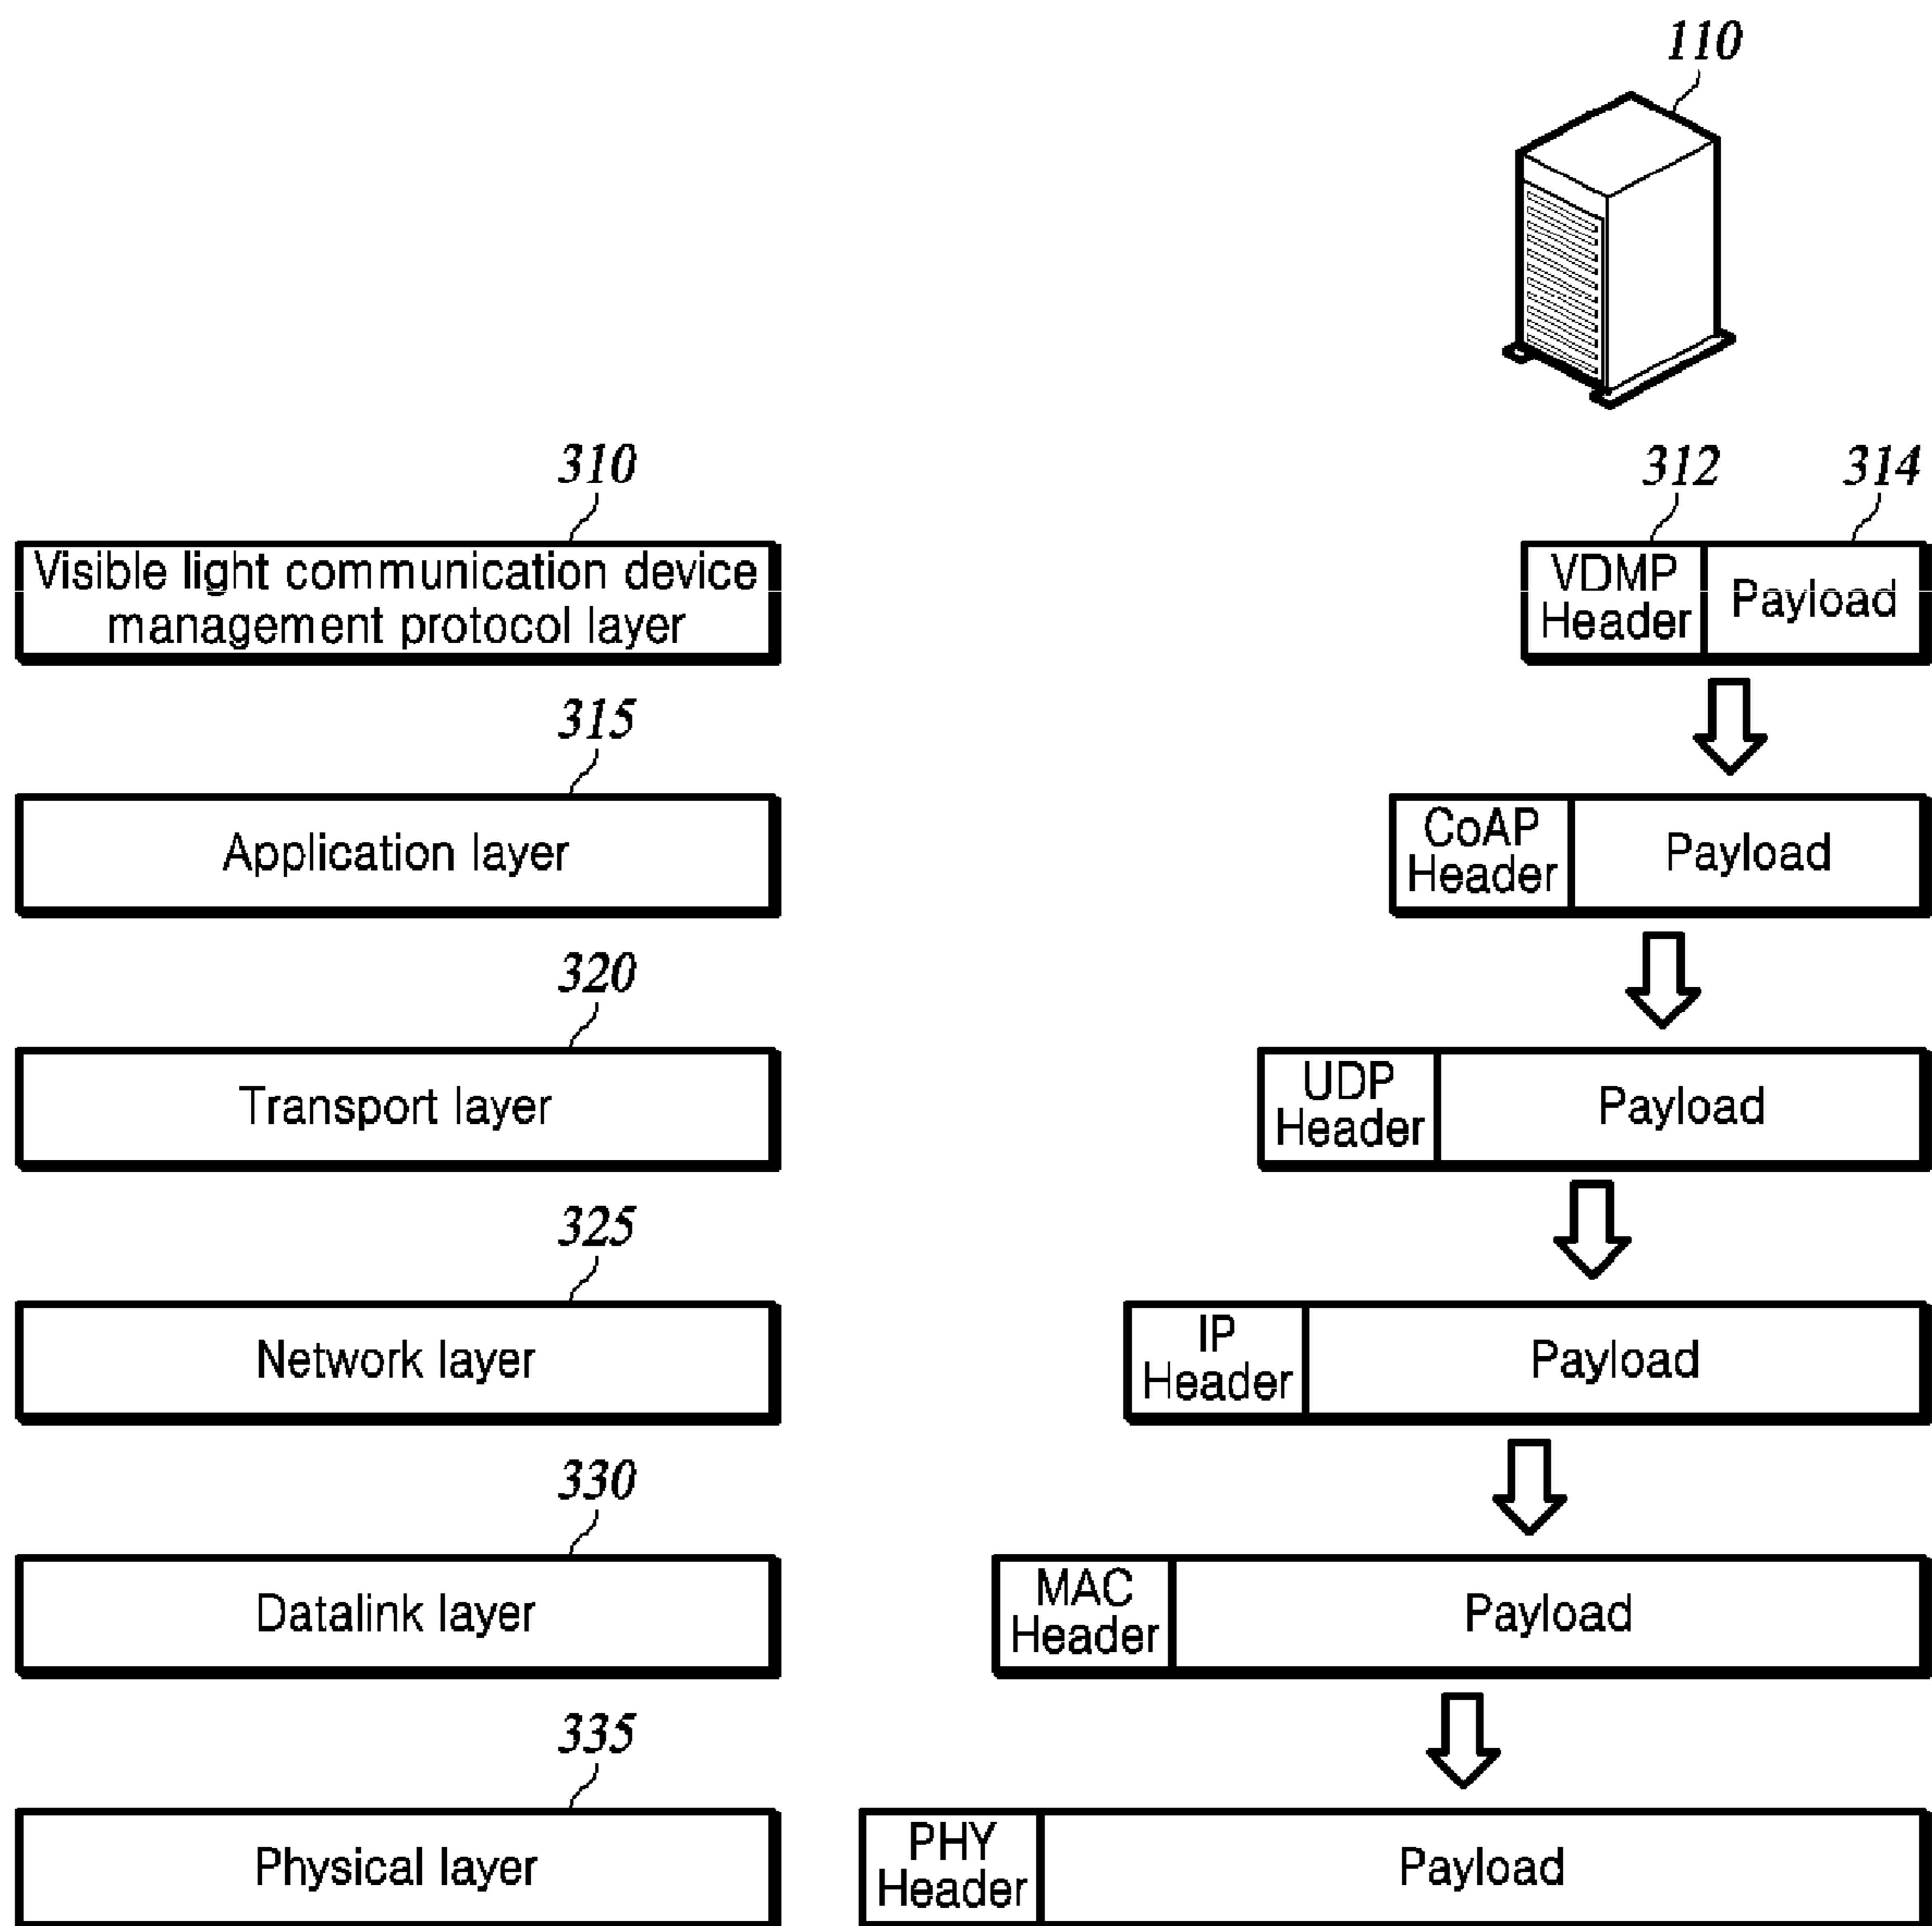 110
310
312
314
Visible light communication device
management protocol layer
VDMP
Header
Payload
315
Application layer
CoAP
Header
Payload
320
Transport layer
UDP
Header
Payload
325
Network layer
IP
Header
Payload
330
Datalink layer
MAC
Header
Payload
335
Physical layer
PHY
Header
Payload